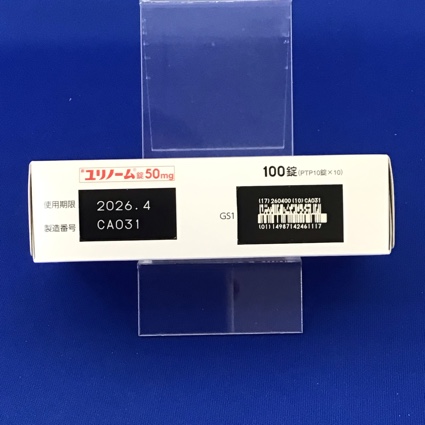 ユリノーム錠50mg
100錠(PTP10錠×10)
使用期限 2026.4
製造番号 CA031
GS1
(17)260400(10)CA031
(01)14987142461117